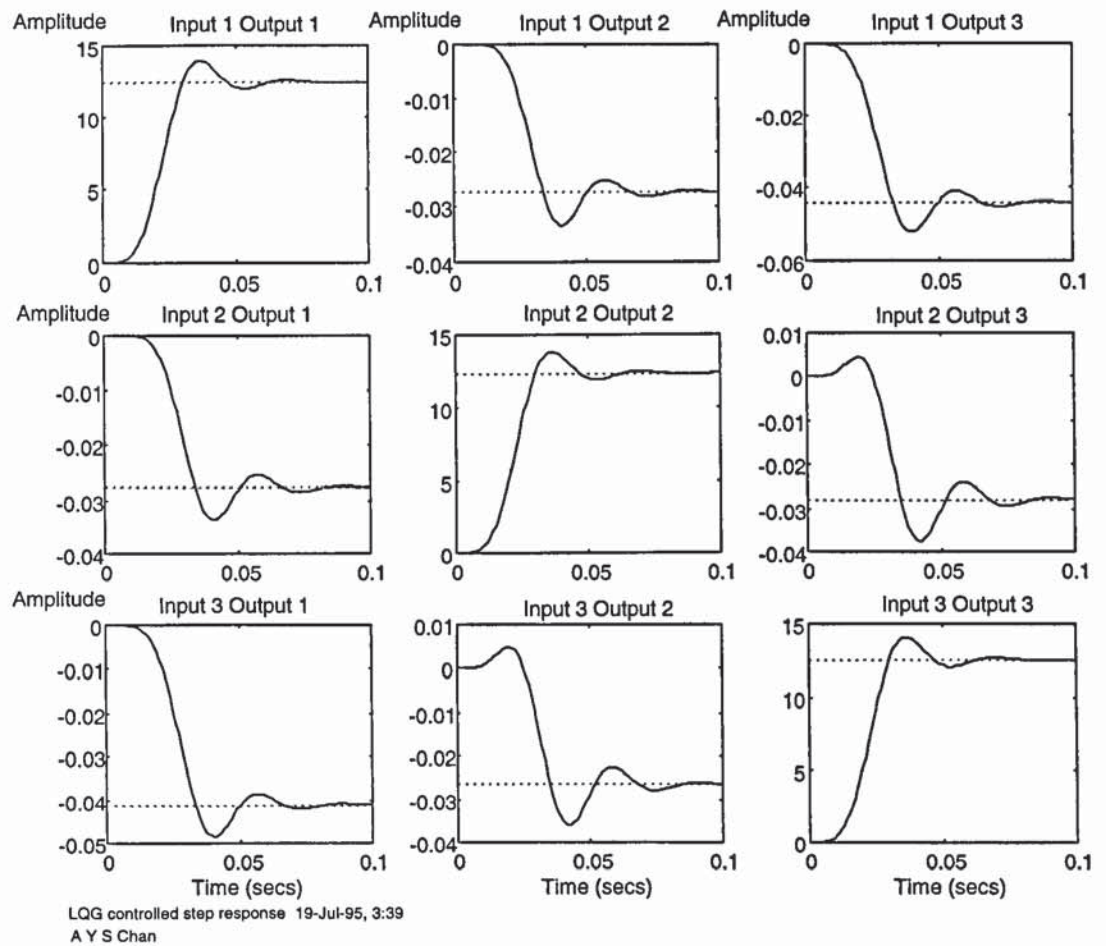 Amplitude Input 1 Output 1 Amplitude Input 1 Output 2 Amplitude Input 1 Output 3
15
10
5
0
0 0.05 0.1
0
-0.01
-0.02
-0.03
-0.04
0 0.05 0.1
0
-0.02
-0.04
-0.06
0 0.05 0.1
Amplitude Input 2 Output 1 Input 2 Output 2 Input 2 Output 3
0
-0.01
-0.02
-0.03
-0.04
0 0.05 0.1
15
10
5
0
0 0.05 0.1
0.01
0
-0.01
-0.02
-0.03
-0.04
0 0.05 0.1
Amplitude Input 3 Output 1 Input 3 Output 2 Input 3 Output 3
0
-0.01
-0.02
-0.03
-0.04
-0.05
0 0.05 0.1
Time (secs)
0.01
0
-0.01
-0.02
-0.03
-0.04
0 0.05 0.1
Time (secs)
15
10
5
0
0 0.05 0.1
Time (secs)
LQG controlled step response 19-Jul-95, 3:39
A Y S Chan